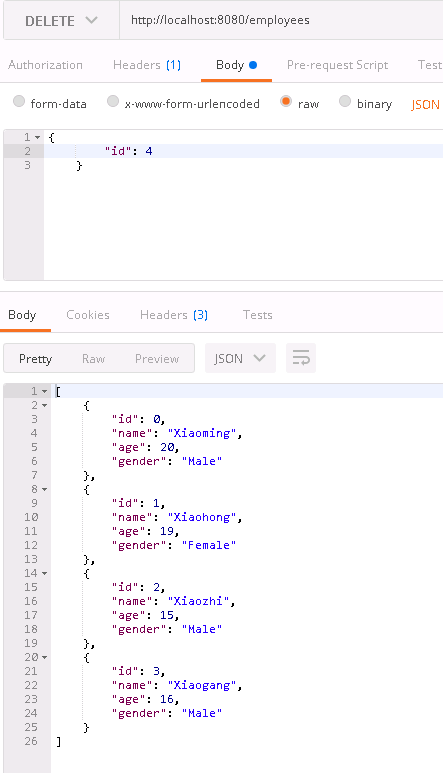 DELETE http://localhost:8080/employees
Authorization Headers (1) Body Pre-request Script Test
form-data x-www-form-urlencoded raw binary JSON
1 {
2 "id": 4
3 }
Body Cookies Headers (3) Tests
Pretty Raw Preview JSON
1 [
2 {
3 "id": 0,
4 "name": "Xiaoming",
5 "age": 20,
6 "gender": "Male"
7 },
8 {
9 "id": 1,
10 "name": "Xiaohong",
11 "age": 19,
12 "gender": "Female"
13 },
14 {
15 "id": 2,
16 "name": "Xiaozhi",
17 "age": 15,
18 "gender": "Male"
19 },
20 {
21 "id": 3,
22 "name": "Xiaogang",
23 "age": 16,
24 "gender": "Male"
25 }
26 ]